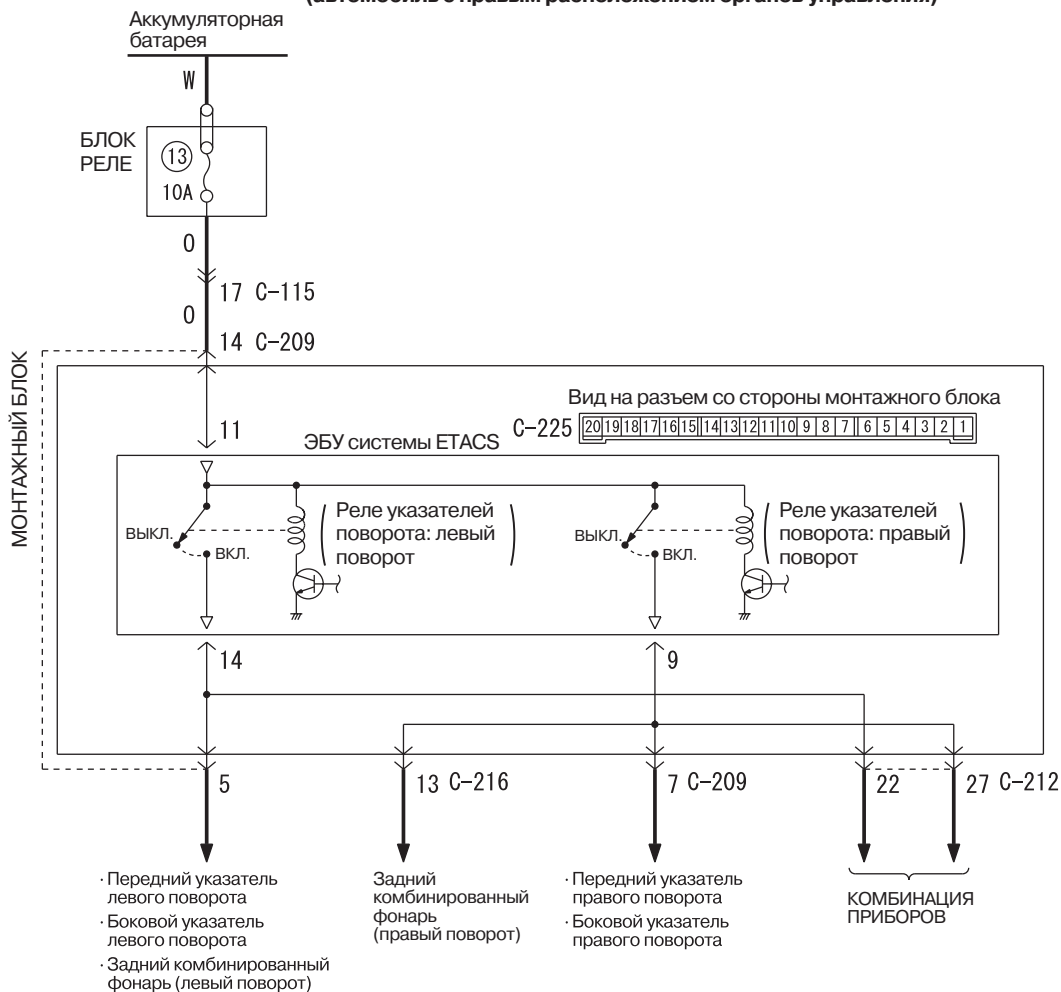 (автомобиль с правым расположением органов управления)
Аккумуляторная
батарея
W
БЛОК
РЕЛЕ
13
10A
0
17 C-115
0
14 C-209
МОНТАЖНЫЙ БЛОК
11
Вид на разъем со стороны монтажного блока
C-225
20 19 18 17 16 15 14 13 12 11 10 9 8 7 6 5 4 3 2 1
ЭБУ системы ETACS
ВЫКЛ.
ВКЛ.
(Реле указателей
поворота: левый
поворот)
ВЫКЛ.
ВКЛ.
(Реле указателей
поворота: правый
поворот)
14
9
5
13 C-216
7 C-209
22
27 C-212
· Передний указатель
левого поворота
· Боковой указатель
левого поворота
· Задний комбинированный
фонарь (левый поворот)
Задний
комбинированный
фонарь
(правый поворот)
· Передний указатель
правого поворота
· Боковой указатель
правого поворота
КОМБИНАЦИЯ
ПРИБОРОВ